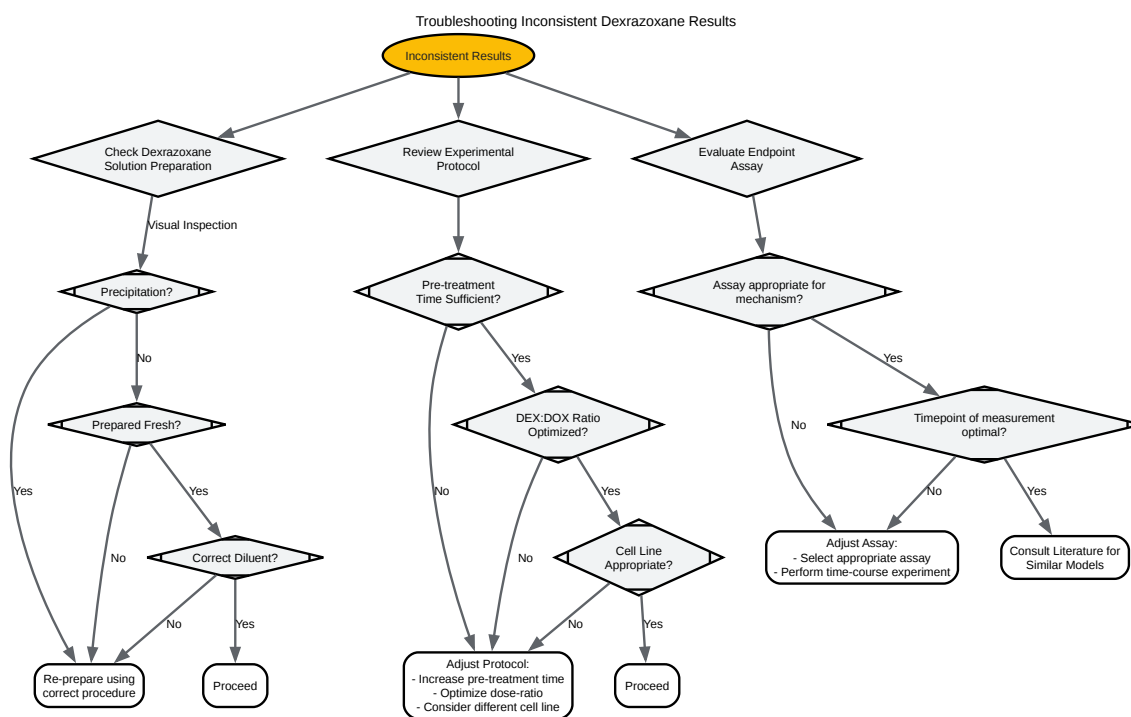 Troubleshooting Inconsistent Dexrazoxane Results
Inconsistent Results
Check Dexrazoxane
Solution Preparation
Review Experimental
Protocol
Evaluate Endpoint
Assay
Visual Inspection
Precipitation?
Pre-treatment
Time Sufficient?
Assay appropriate for
mechanism?
No
Yes
Yes
Prepared Fresh?
DEX:DOX Ratio
Optimized?
Timepoint of measurement
optimal?
No
Yes
No
Yes
Yes
No
Yes
No
Correct Diluent?
No
Cell Line
Appropriate?
Adjust Assay:
- Select appropriate assay
- Perform time-course experiment
Consult Literature for
Similar Models
No
Yes
No
Yes
Re-prepare using
correct procedure
Proceed
Adjust Protocol:
- Increase pre-treatment time
- Optimize dose-ratio
- Consider different cell line
Proceed